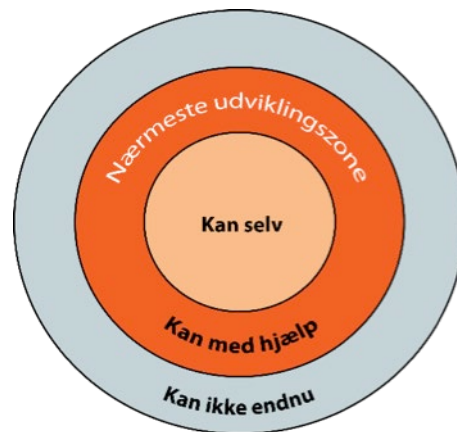 Nærmeste udviklingszone
Kan selv
Kan med hjælp
Kan ikke endnu